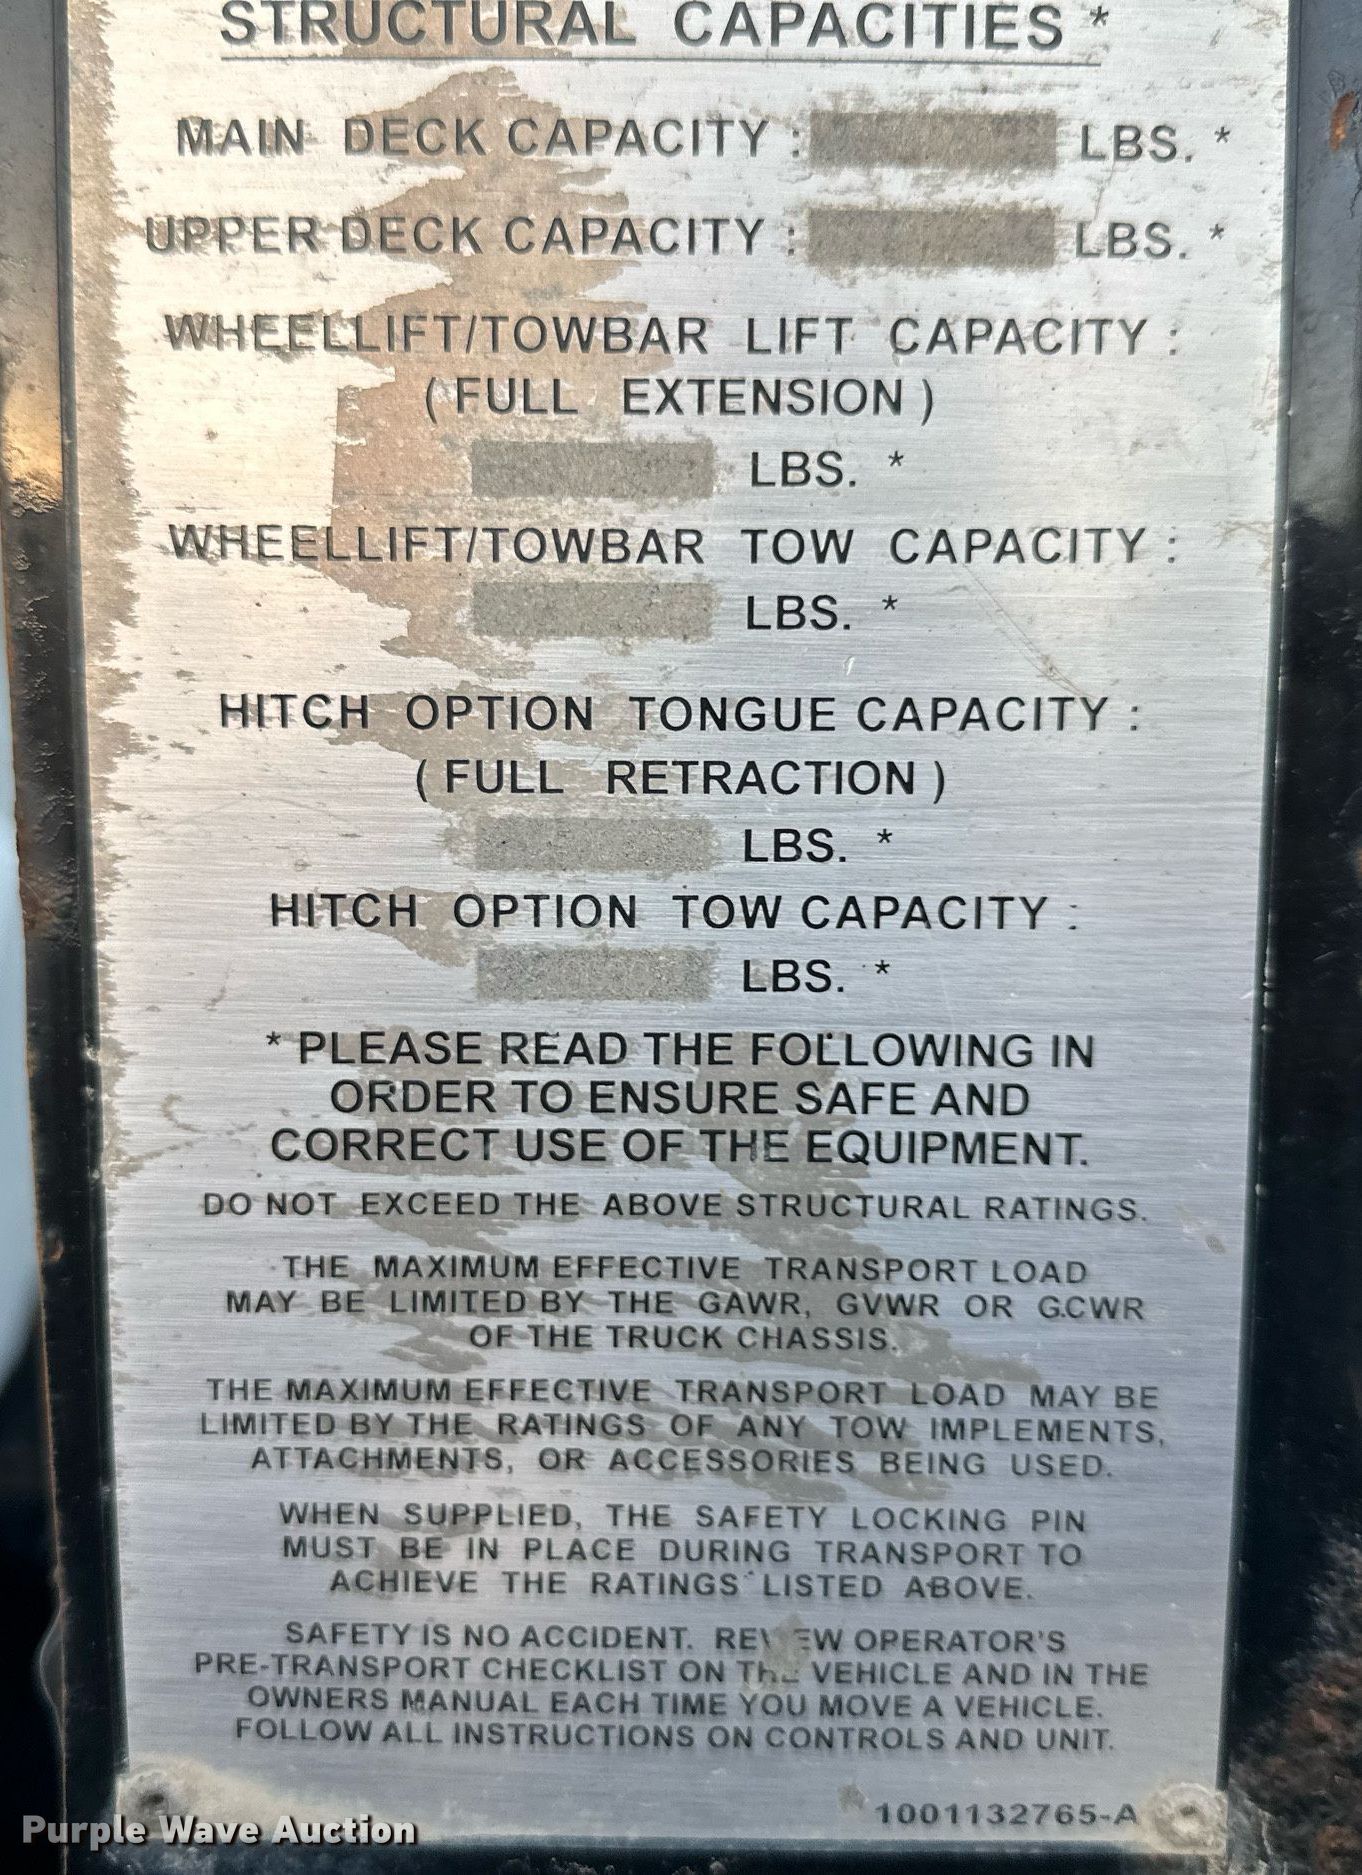 STRUCTURAL CAPACITIES *
MAIN DECK CAPACITY : LBS. *
UPPER DECK CAPACITY : LBS. *
WHEELLIFT/TOWBAR LIFT CAPACITY :
( FULL EXTENSION )
LBS. *
WHEELLIFT/TOWBAR TOW CAPACITY :
LBS. *
HITCH OPTION TONGUE CAPACITY :
( FULL RETRACTION )
LBS. *
HITCH OPTION TOW CAPACITY :
LBS. *
* PLEASE READ THE FOLLOWING IN
ORDER TO ENSURE SAFE AND
CORRECT USE OF THE EQUIPMENT.
DO NOT EXCEED THE ABOVE STRUCTURAL RATINGS.
THE MAXIMUM EFFECTIVE TRANSPORT LOAD
MAY BE LIMITED BY THE GAWR, GVWR OR GCWR
OF THE TRUCK CHASSIS.
THE MAXIMUM EFFECTIVE TRANSPORT LOAD MAY BE
LIMITED BY THE RATINGS OF ANY TOW IMPLEMENTS,
ATTACHMENTS, OR ACCESSORIES BEING USED.
WHEN SUPPLIED, THE SAFETY LOCKING PIN
MUST BE IN PLACE DURING TRANSPORT TO
ACHIEVE THE RATINGS LISTED ABOVE.
SAFETY IS NO ACCIDENT. REVIEW OPERATOR'S
PRE-TRANSPORT CHECKLIST ON THE VEHICLE AND IN THE
OWNERS MANUAL EACH TIME YOU MOVE A VEHICLE.
FOLLOW ALL INSTRUCTIONS ON CONTROLS AND UNIT.
1001132765-A
Purple Wave Auction